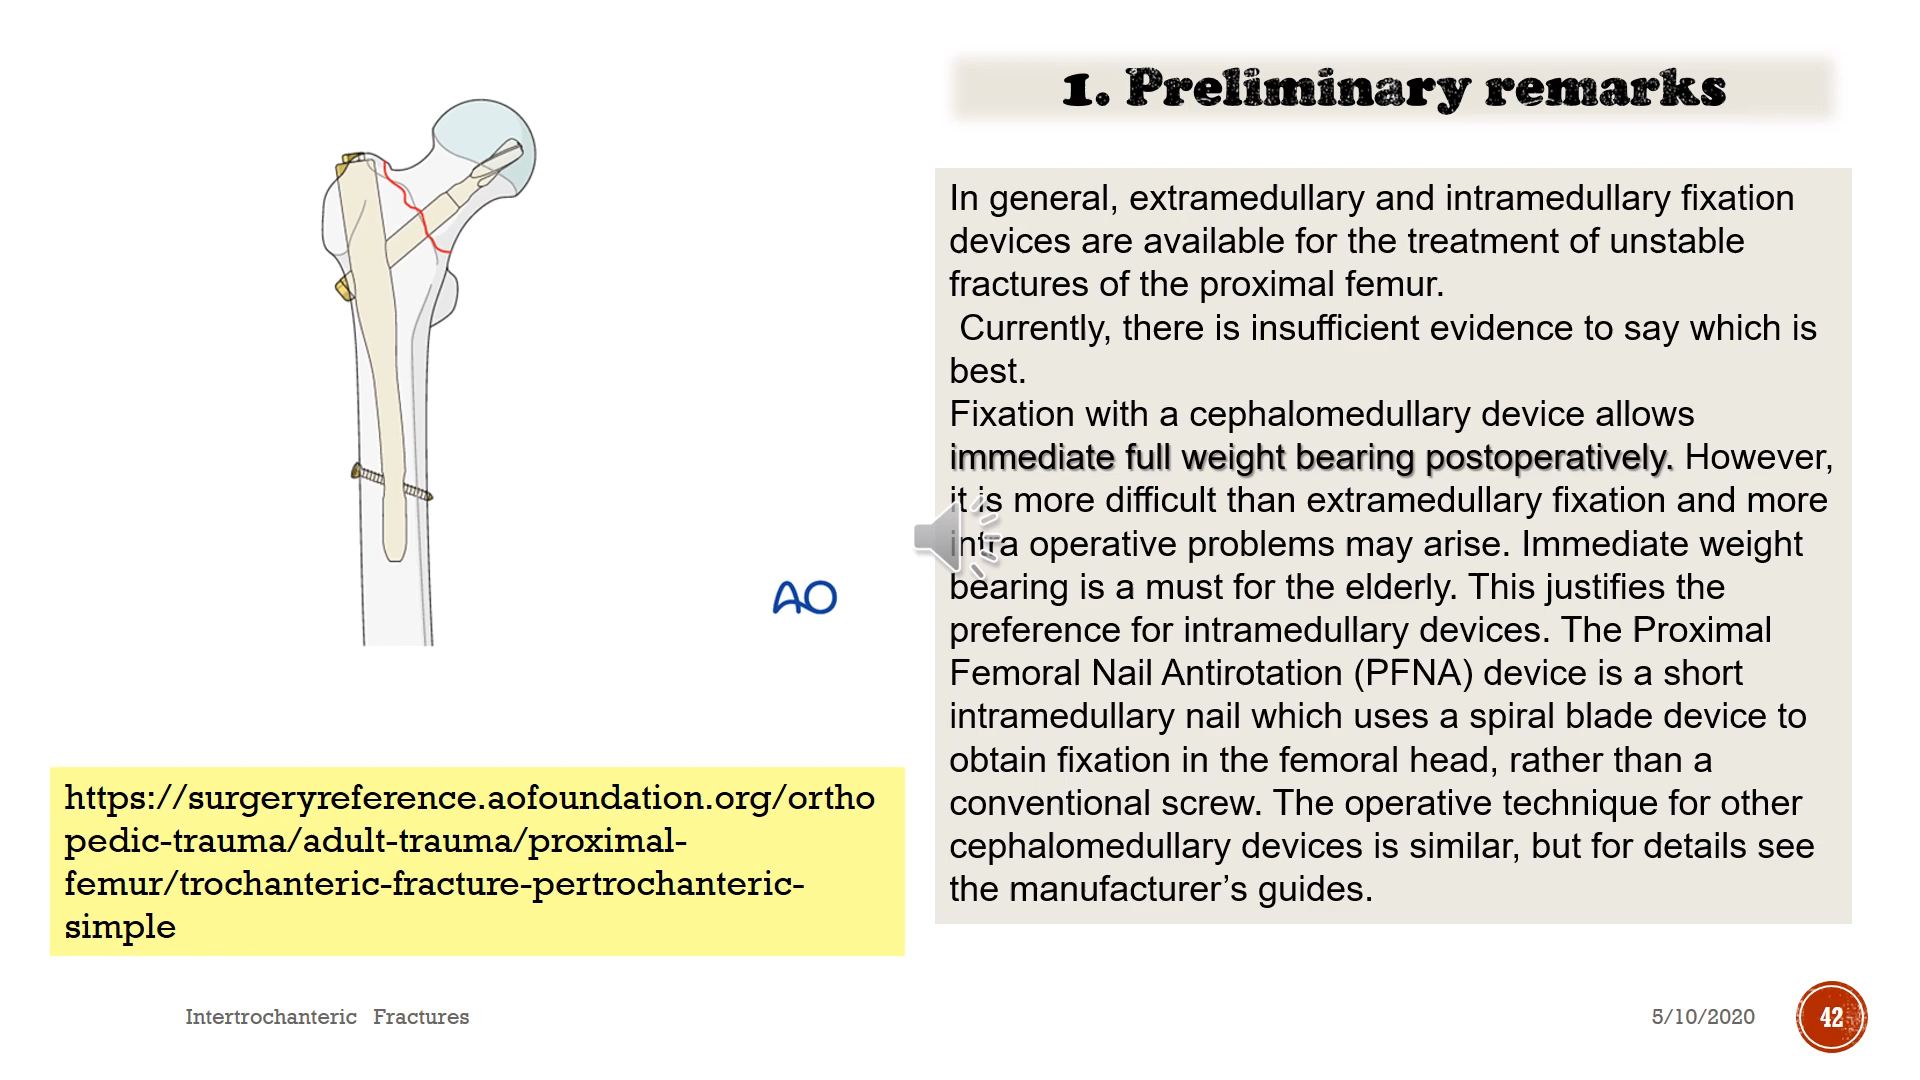 1. Preliminary remarks
In general, extramedullary and intramedullary fixation
devices are available for the treatment of unstable
fractures of the proximal femur.
Currently, there is insufficient evidence to say which is
best.
Fixation with a cephalomedullary device allows
immediate full weight bearing postoperatively. However,
it is more difficult than extramedullary fixation and more
intra operative problems may arise. Immediate weight
bearing is a must for the elderly. This justifies the
preference for intramedullary devices. The Proximal
Femoral Nail Antirotation (PFNA) device is a short
intramedullary nail which uses a spiral blade device to
obtain fixation in the femoral head, rather than a
conventional screw. The operative technique for other
cephalomedullary devices is similar, but for details see
the manufacturer’s guides.
AO
https://surgeryreference.aofoundation.org/ortho
pedic-trauma/adult-trauma/proximal-
femur/trochanteric-fracture-pertrochanteric-
simple
Intertrochanteric Fractures
5/10/2020
42